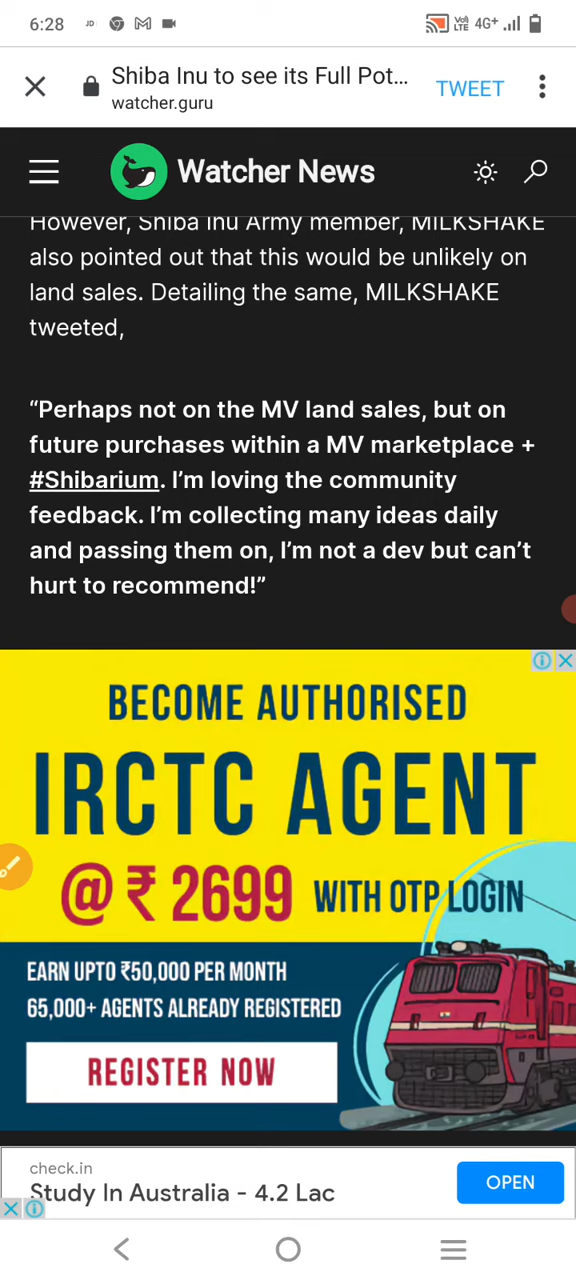 6:28
JD
VoI
LTE 4G+
Shiba Inu to see its Full Pot...
TWEET
watcher.guru
Watcher News
However, Shiba Inu Army member, MILKSHAKE
also pointed out that this would be unlikely on
land sales. Detailing the same, MILKSHAKE
tweeted,
“Perhaps not on the MV land sales, but on
future purchases within a MV marketplace +
#Shibarium. I’m loving the community
feedback. I’m collecting many ideas daily
and passing them on, I’m not a dev but can’t
hurt to recommend!”
BECOME AUTHORISED
IRCTC AGENT
@ ₹ 2699 WITH OTP LOGIN
EARN UPTO ₹50,000 PER MONTH
65,000+ AGENTS ALREADY REGISTERED
REGISTER NOW
check.in
Study In Australia - 4.2 Lac
OPEN